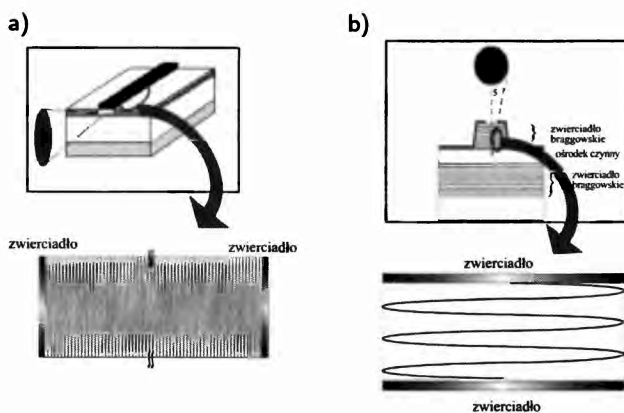 a)
zwierciadło zwierciadło
b)
zwierciadło
braggowskie
ośrodek czynny
zwierciadło
braggowskie
zwierciadło
zwierciadło